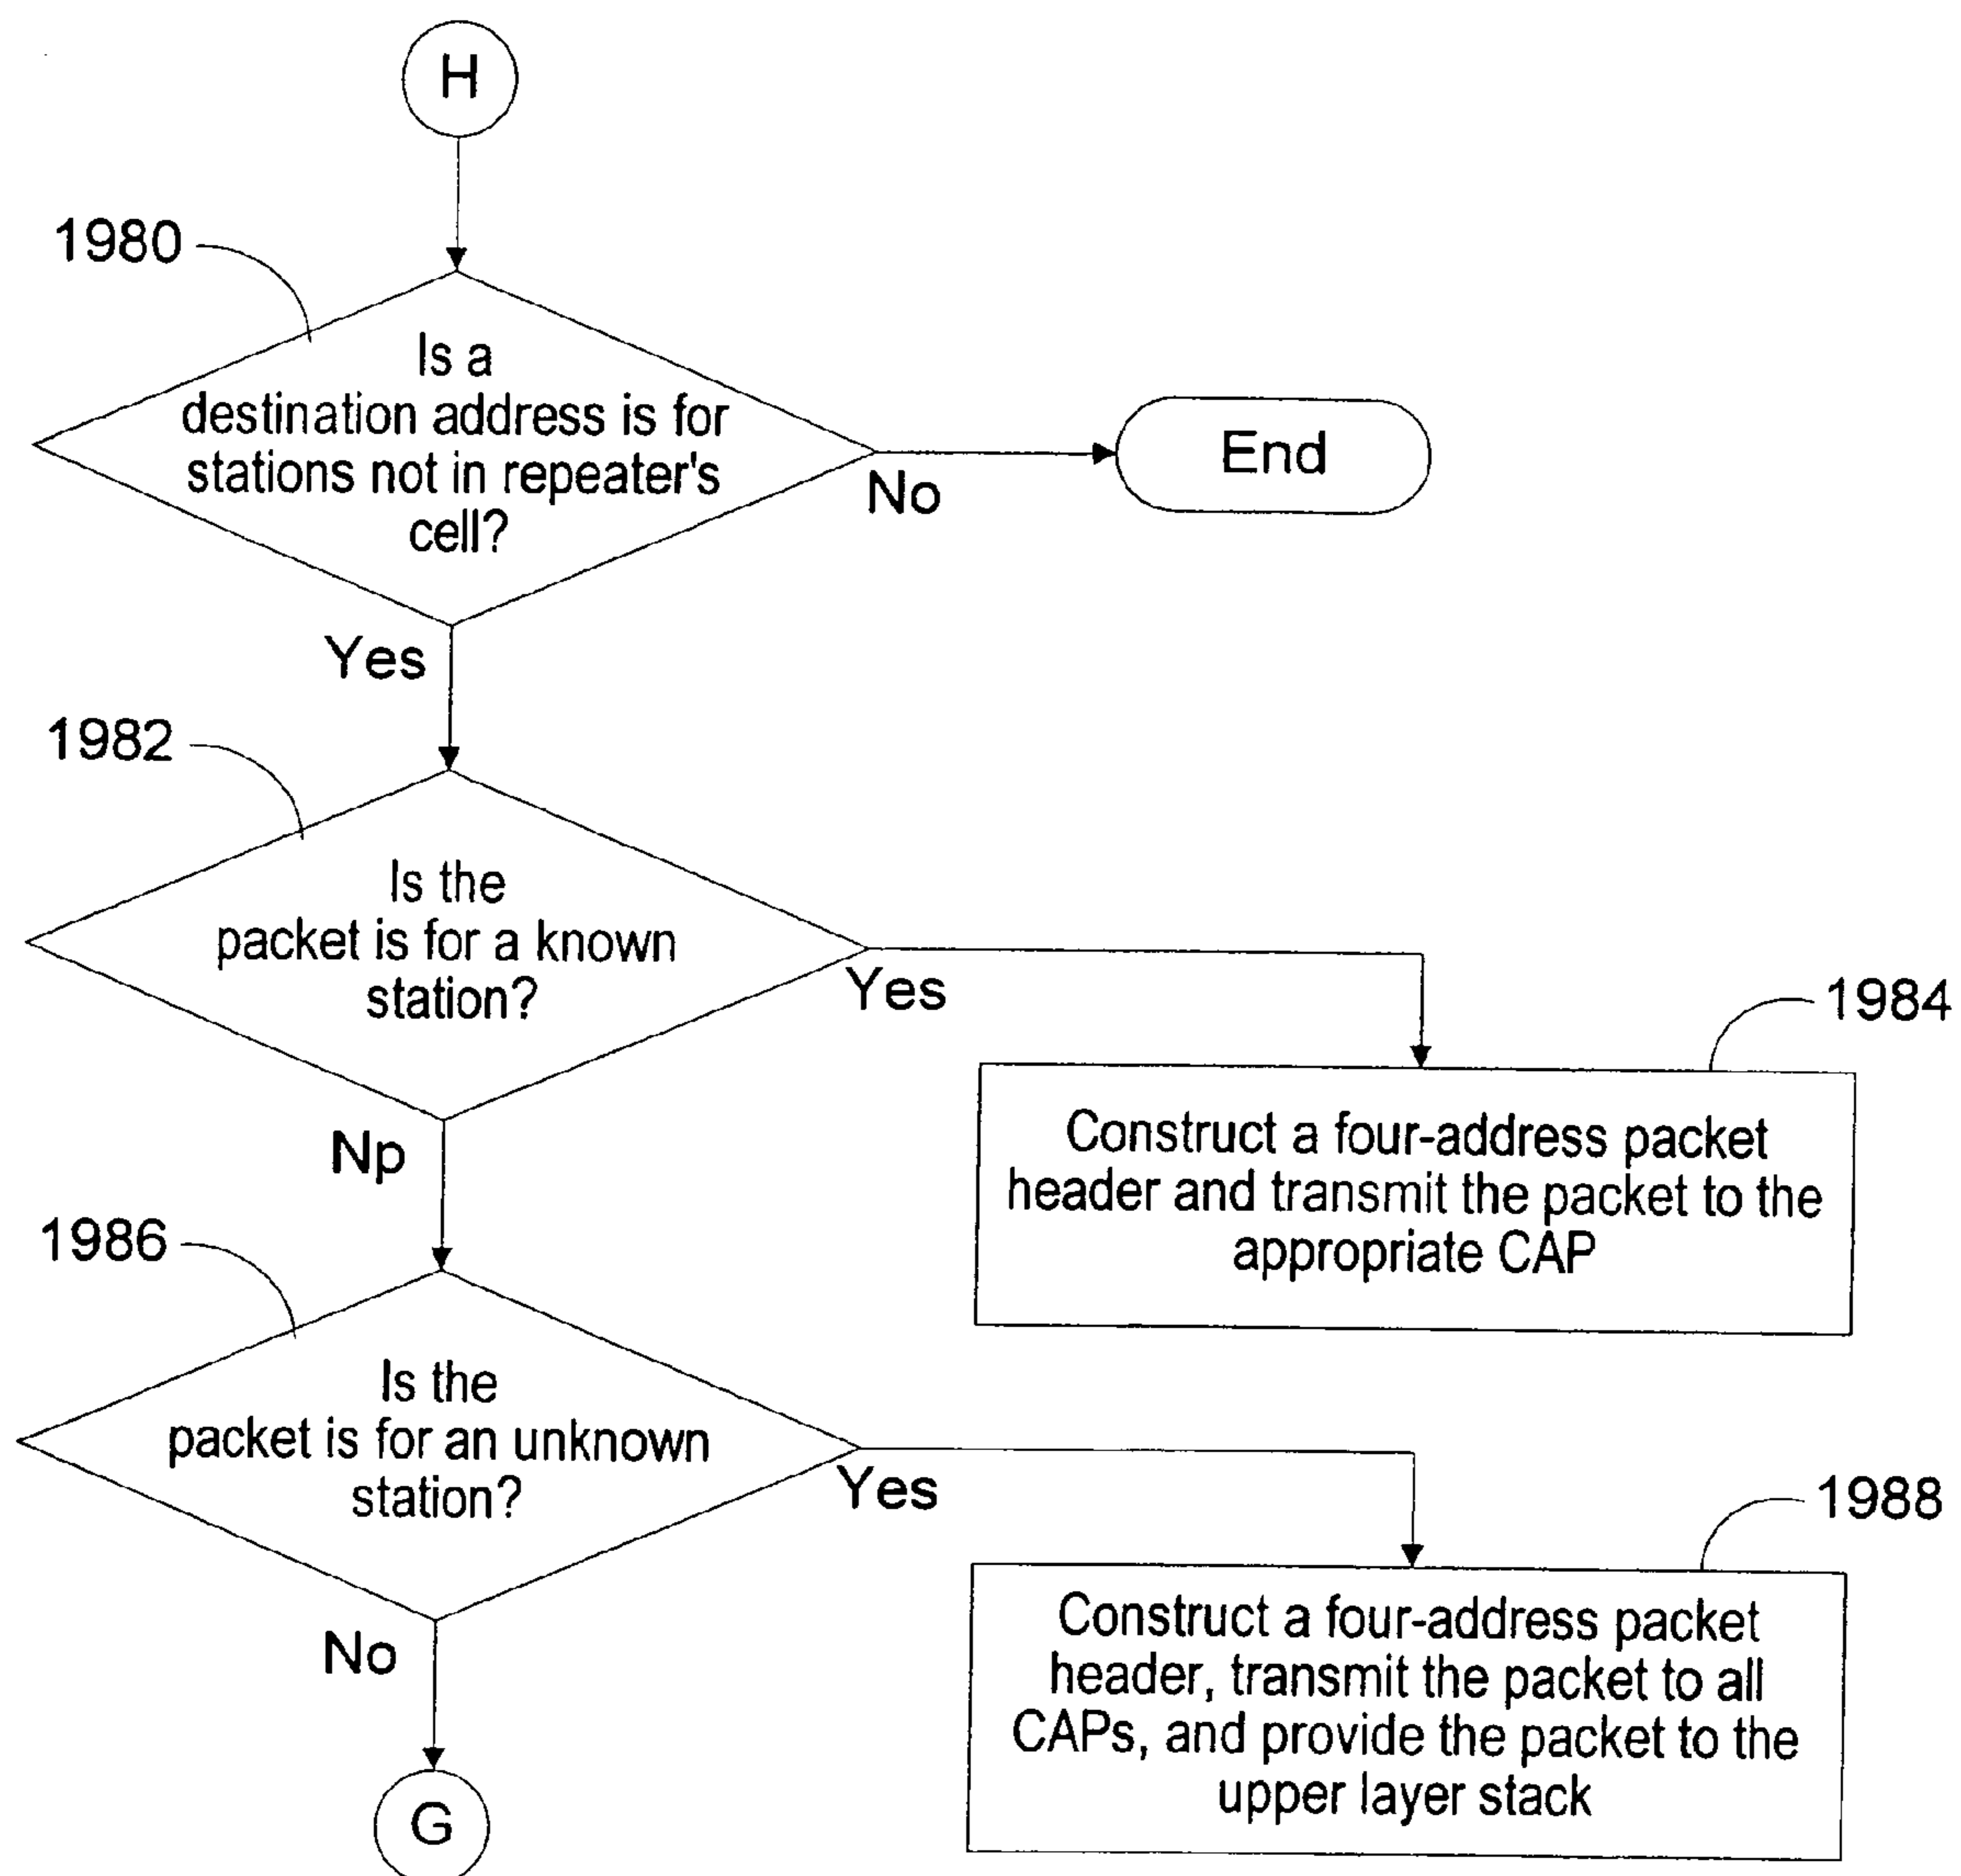 H
1980
Is a
destination address is for
stations not in repeater's
cell?
No
End
Yes
1982
Is the
packet is for a known
station?
Yes
1984
Construct a four-address packet
header and transmit the packet to the
appropriate CAP
Np
1986
Is the
packet is for an unknown
station?
Yes
1988
Construct a four-address packet
header, transmit the packet to all
CAPs, and provide the packet to the
upper layer stack
No
G